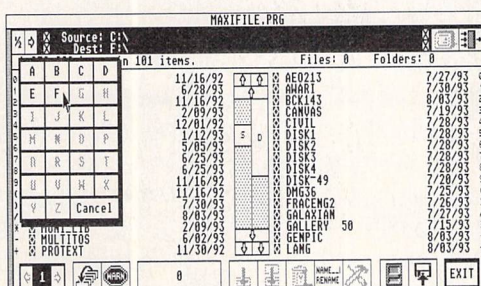 MAXIFILE.PRG
½ Source: C:\
Dest: F:\
n 101 items. Files: 0 Folders: 0
A B C D
E F G H
I J K L
M N O P
Q R S T
U V W X
Y Z Cancel
11/16/92 AEO213 7/27/93
6/28/93 AWARI 7/30/93
11/16/92 BCK143 8/03/93
2/09/93 CANVAS 7/19/93
12/01/92 CIVIL 7/28/93
1/12/93 S D DISK1 7/28/93
5/05/93 DISK2 7/28/93
6/25/93 DISK3 7/28/93
6/25/93 DISK4 7/28/93
11/16/92 DISK-49 7/20/93
11/16/92 DMG36 7/25/93
7/30/93 FRACENG2 7/26/93
8/03/93 GALAXIAN 7/27/93
2/09/93 GALLERY 50 7/15/93
MULTITOS 6/02/93 GENPIC 8/03/93
PROTEXT 11/30/92 LANG 8/03/93
1 WARN 0 NAME RENAME EXIT